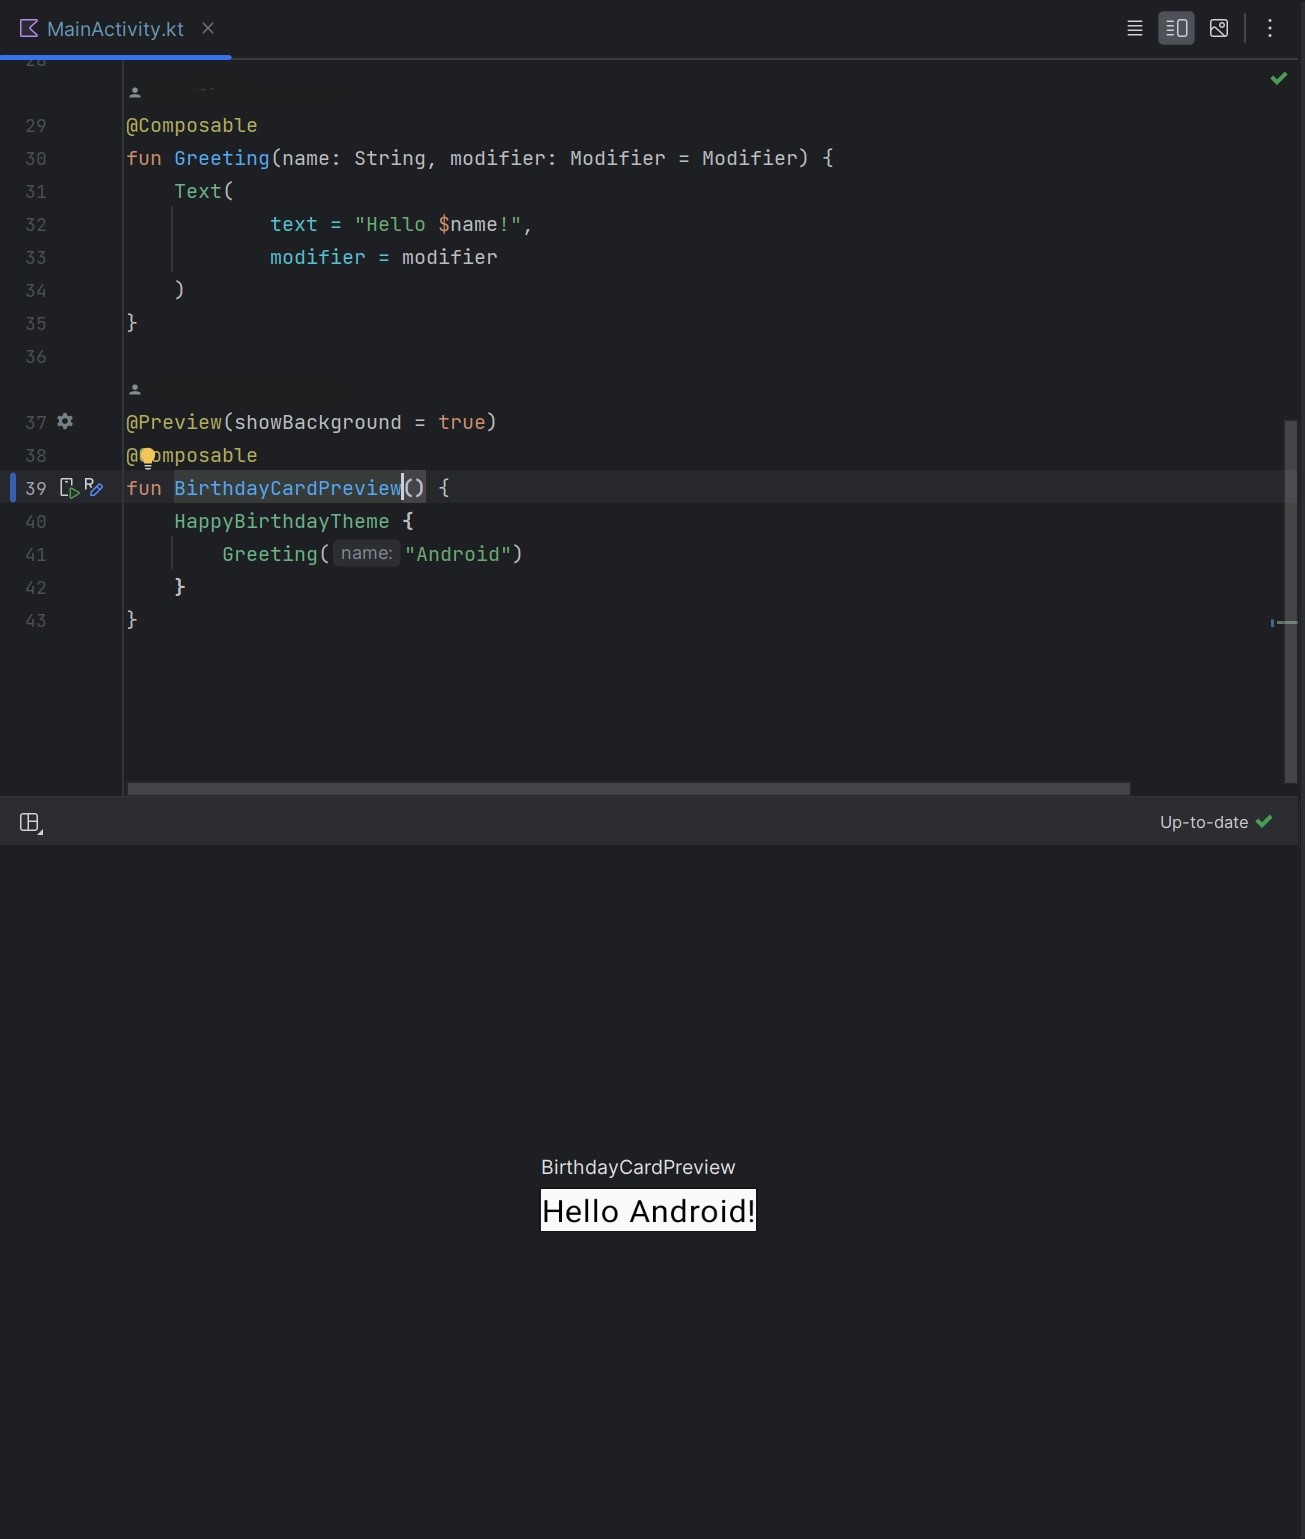 MainActivity.kt
28
29 @Composable
30 fun Greeting(name: String, modifier: Modifier = Modifier) {
31 Text(
32 text = "Hello $name!",
33 modifier = modifier
34 )
35 }
36
37 @Preview(showBackground = true)
38 @Composable
39 fun BirthdayCardPreview() {
40 HappyBirthdayTheme {
41 Greeting( name: "Android")
42 }
43 }
Up-to-date
BirthdayCardPreview
Hello Android!